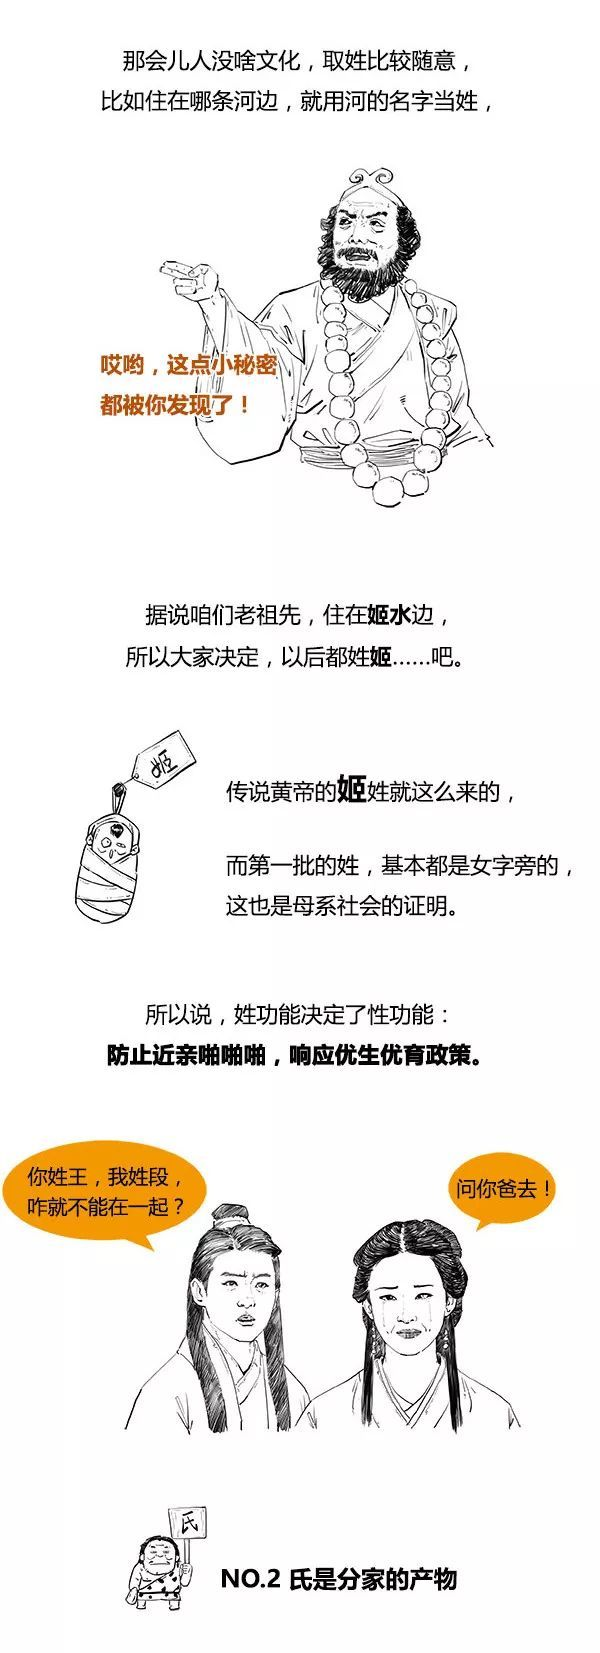 那会儿人没啥文化，取姓比较随意，
比如住在哪条河边，就用河的名字当姓，
哎哟，这点小秘密
都被你发现了！
据说咱们老祖先，住在姬水边，
所以大家决定，以后都姓姬……吧。
姬
传说黄帝的姬姓就这么来的，
而第一批的姓，基本都是女字旁的，
这也是母系社会的证明。
所以说，姓功能决定了性功能：
防止近亲啪啪啪，响应优生优育政策。
你姓王，我姓段，
咋就不能在一起？
问你爸去！
氏
NO.2 氏是分家的产物